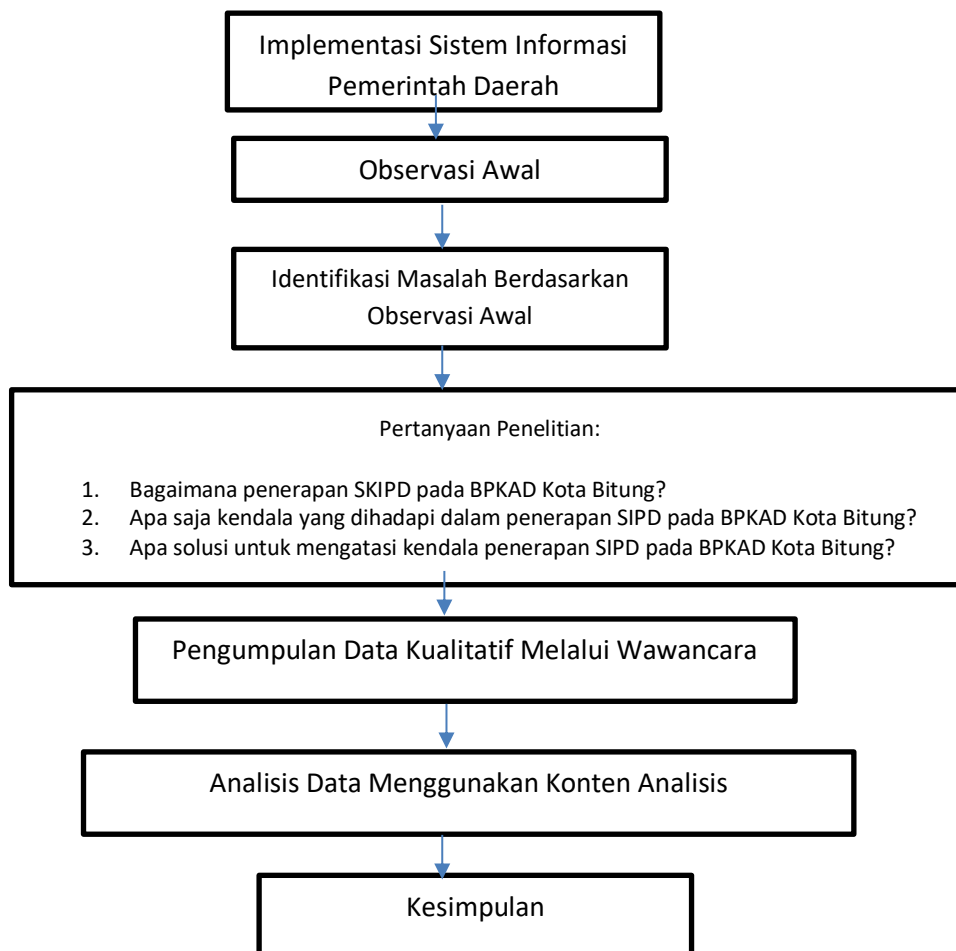 Implementasi Sistem Informasi
Pemerintah Daerah
Observasi Awal
Identifikasi Masalah Berdasarkan
Observasi Awal
Pertanyaan Penelitian:
1. Bagaimana penerapan SKIPD pada BPKAD Kota Bitung?
2. Apa saja kendala yang dihadapi dalam penerapan SIPD pada BPKAD Kota Bitung?
3. Apa solusi untuk mengatasi kendala penerapan SIPD pada BPKAD Kota Bitung?
Pengumpulan Data Kualitatif Melalui Wawancara
Analisis Data Menggunakan Konten Analisis
Kesimpulan